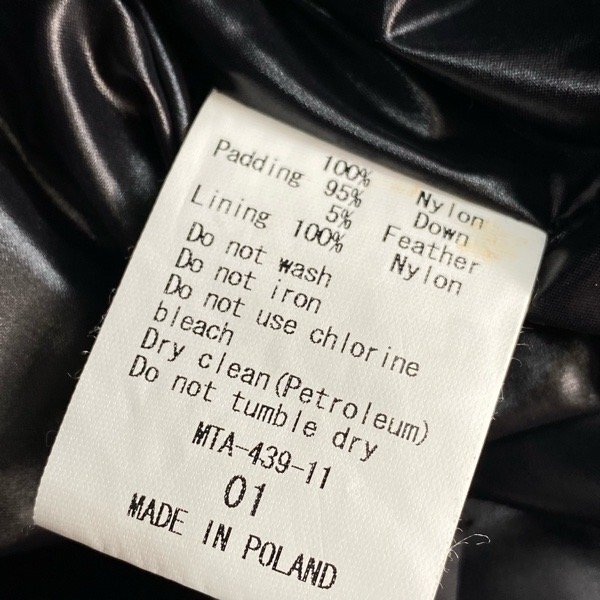 100% Nylon
Padding 95% Down
5% Feather
Lining 100% Nylon
Do not wash
Do not iron
Do not use chlorine
bleach
Dry clean(Petroleum)
Do not tumble dry
MTA-439-11
01
MADE IN POLAND